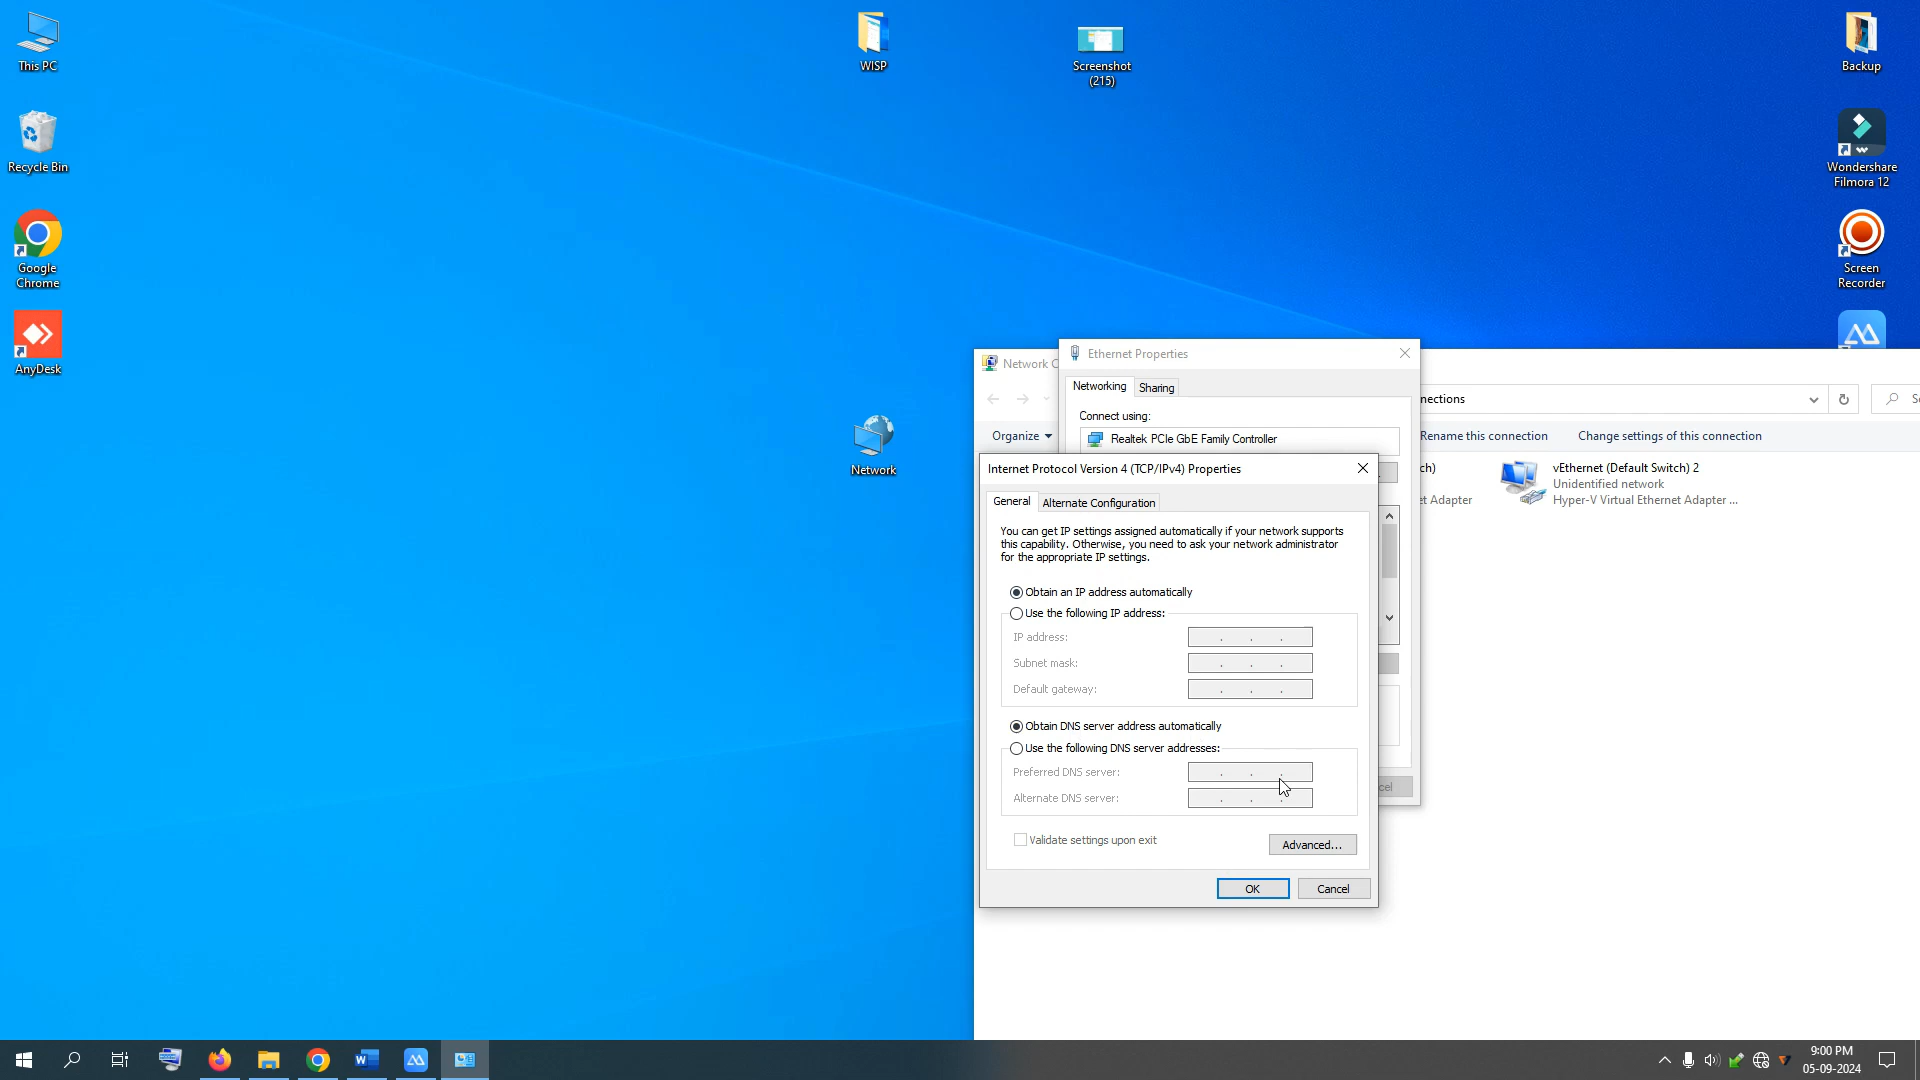 This PC
Recycle Bin
Google
Chrome
AnyDesk
WISP
Screenshot
(215)
Network
Backup
Wondershare
Filmora 12
Screen
Recorder
Network C
nections
Organize
Rename this connection
Change settings of this connection
ch)
et Adapter
vEthernet (Default Switch) 2
Unidentified network
Hyper-V Virtual Ethernet Adapter ...
Ethernet Properties
Networking
Sharing
Connect using:
Realtek PCIe GbE Family Controller
cel
Internet Protocol Version 4 (TCP/IPv4) Properties
General
Alternate Configuration
You can get IP settings assigned automatically if your network supports
this capability. Otherwise, you need to ask your network administrator
for the appropriate IP settings.
Obtain an IP address automatically
Use the following IP address:
IP address:
Subnet mask:
Default gateway:
Obtain DNS server address automatically
Use the following DNS server addresses:
Preferred DNS server:
Alternate DNS server:
Validate settings upon exit
Advanced...
OK
Cancel
9:00 PM
05-09-2024